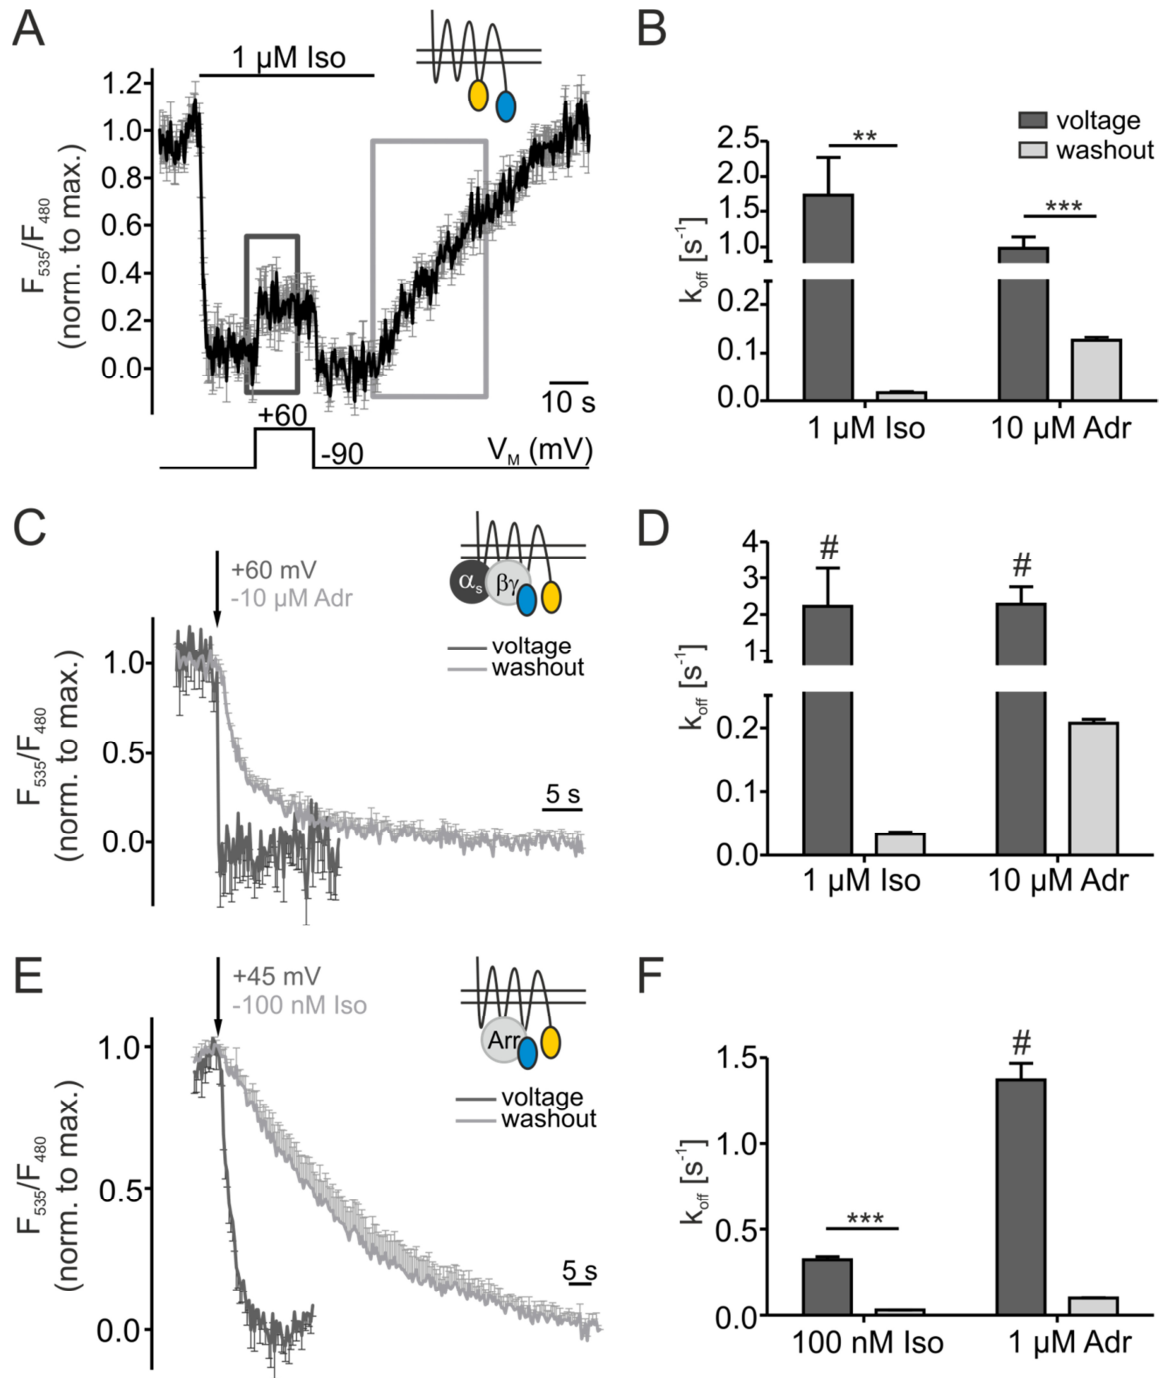 A
1 µM Iso
1.2
1.0
0.8
0.6
0.4
0.2
0.0
F535/F480
(norm. to max.)
10 s
+60
-90
VM (mV)
B
voltage
washout
**
***
2.5
2.0
1.5
1.0
0.2
0.1
0.0
koff [s-1]
1 µM Iso
10 µM Adr
C
+60 mV
-10 µM Adr
αs
βγ
voltage
washout
1.0
0.5
0.0
F535/F480
(norm. to max.)
5 s
D
#
#
4
3
2
1
0.2
0.1
0.0
koff [s-1]
1 µM Iso
10 µM Adr
E
+45 mV
-100 nM Iso
Arr
voltage
washout
1.0
0.5
0.0
F535/F480
(norm. to max.)
5 s
F
#
***
1.5
1.0
0.5
0.0
koff [s-1]
100 nM Iso
1 µM Adr